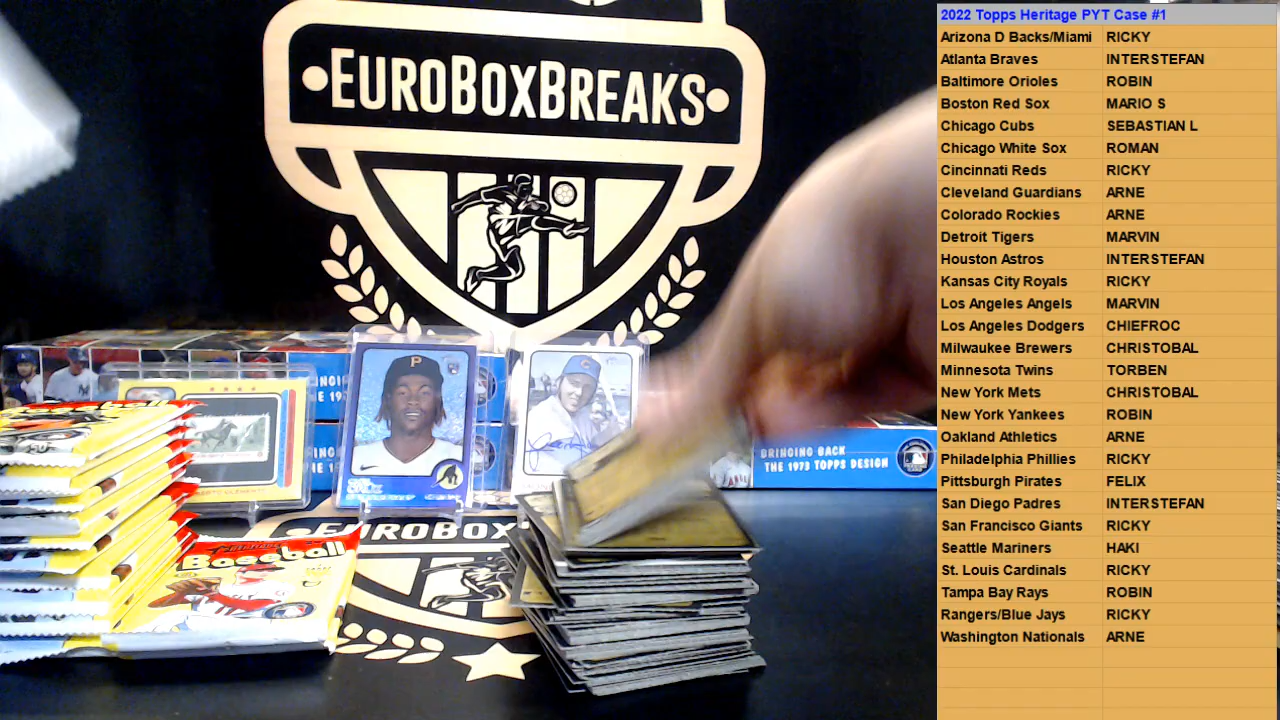 EUROBOXBREAKS
P
BRINGING BACK
THE 1973 TOPPS DESIGN
EUROBOX
Baseball
2022 Topps Heritage PYT Case #1
Arizona D Backs/Miami RICKY
Atlanta Braves INTERSTEFAN
Baltimore Orioles ROBIN
Boston Red Sox MARIO S
Chicago Cubs SEBASTIAN L
Chicago White Sox ROMAN
Cincinnati Reds RICKY
Cleveland Guardians ARNE
Colorado Rockies ARNE
Detroit Tigers MARVIN
Houston Astros INTERSTEFAN
Kansas City Royals RICKY
Los Angeles Angels MARVIN
Los Angeles Dodgers CHIEFROC
Milwaukee Brewers CHRISTOBAL
Minnesota Twins TORBEN
New York Mets CHRISTOBAL
New York Yankees ROBIN
Oakland Athletics ARNE
Philadelphia Phillies RICKY
Pittsburgh Pirates FELIX
San Diego Padres INTERSTEFAN
San Francisco Giants RICKY
Seattle Mariners HAKI
St. Louis Cardinals RICKY
Tampa Bay Rays ROBIN
Rangers/Blue Jays RICKY
Washington Nationals ARNE